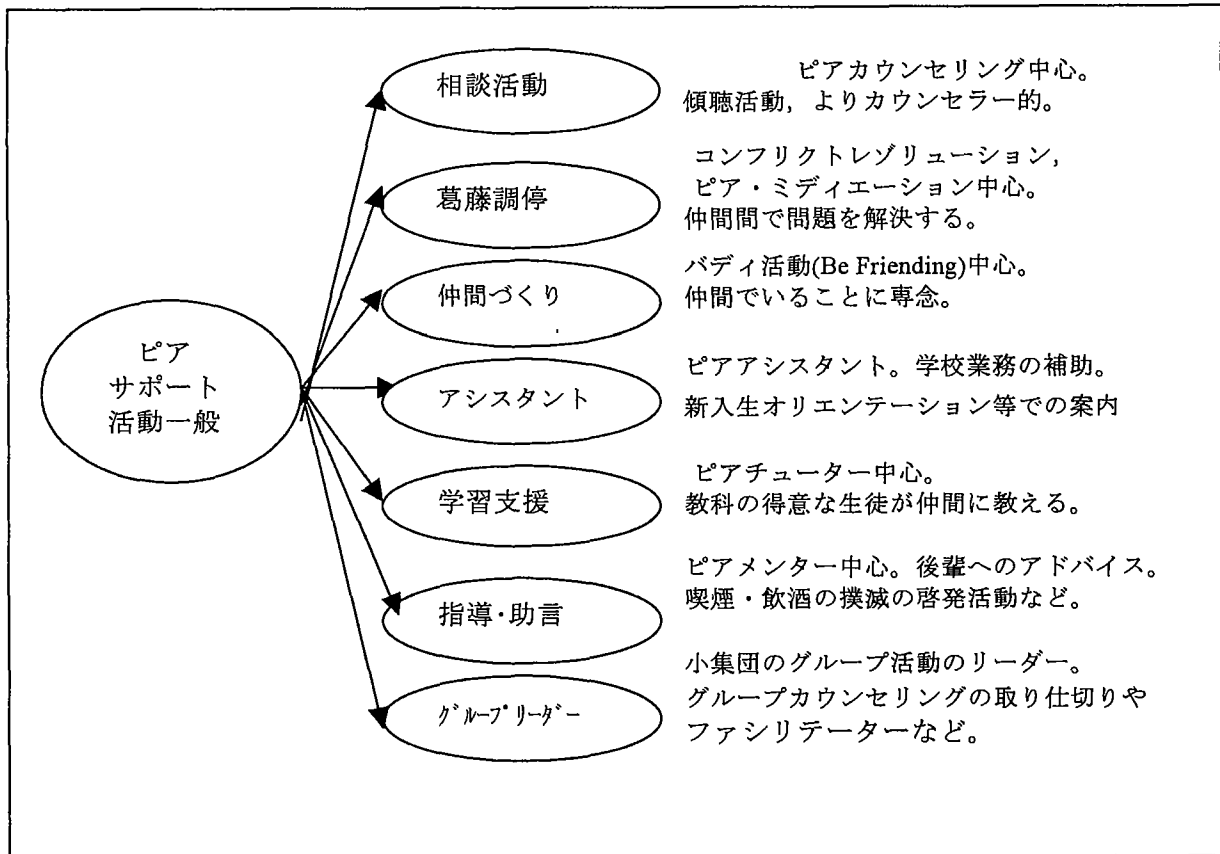 ピア
サポート
活動一般
相談活動
ピアカウンセリング中心。
傾聴活動，よりカウンセラー的。
葛藤調停
コンフリクトレゾリューション，
ピア・ミディエーション中心。
仲間間で問題を解決する。
仲間づくり
バディ活動(Be Friending)中心。
仲間でいることに専念。
アシスタント
ピアアシスタント。学校業務の補助。
新入生オリエンテーション等での案内
学習支援
ピアチューター中心。
教科の得意な生徒が仲間に教える。
指導･助言
ピアメンター中心。後輩へのアドバイス。
喫煙・飲酒の撲滅の啓発活動など。
ｸﾞﾙｰﾌﾟﾘｰﾀﾞｰ
小集団のグループ活動のリーダー。
グループカウンセリングの取り仕切りや
ファシリテーターなど。